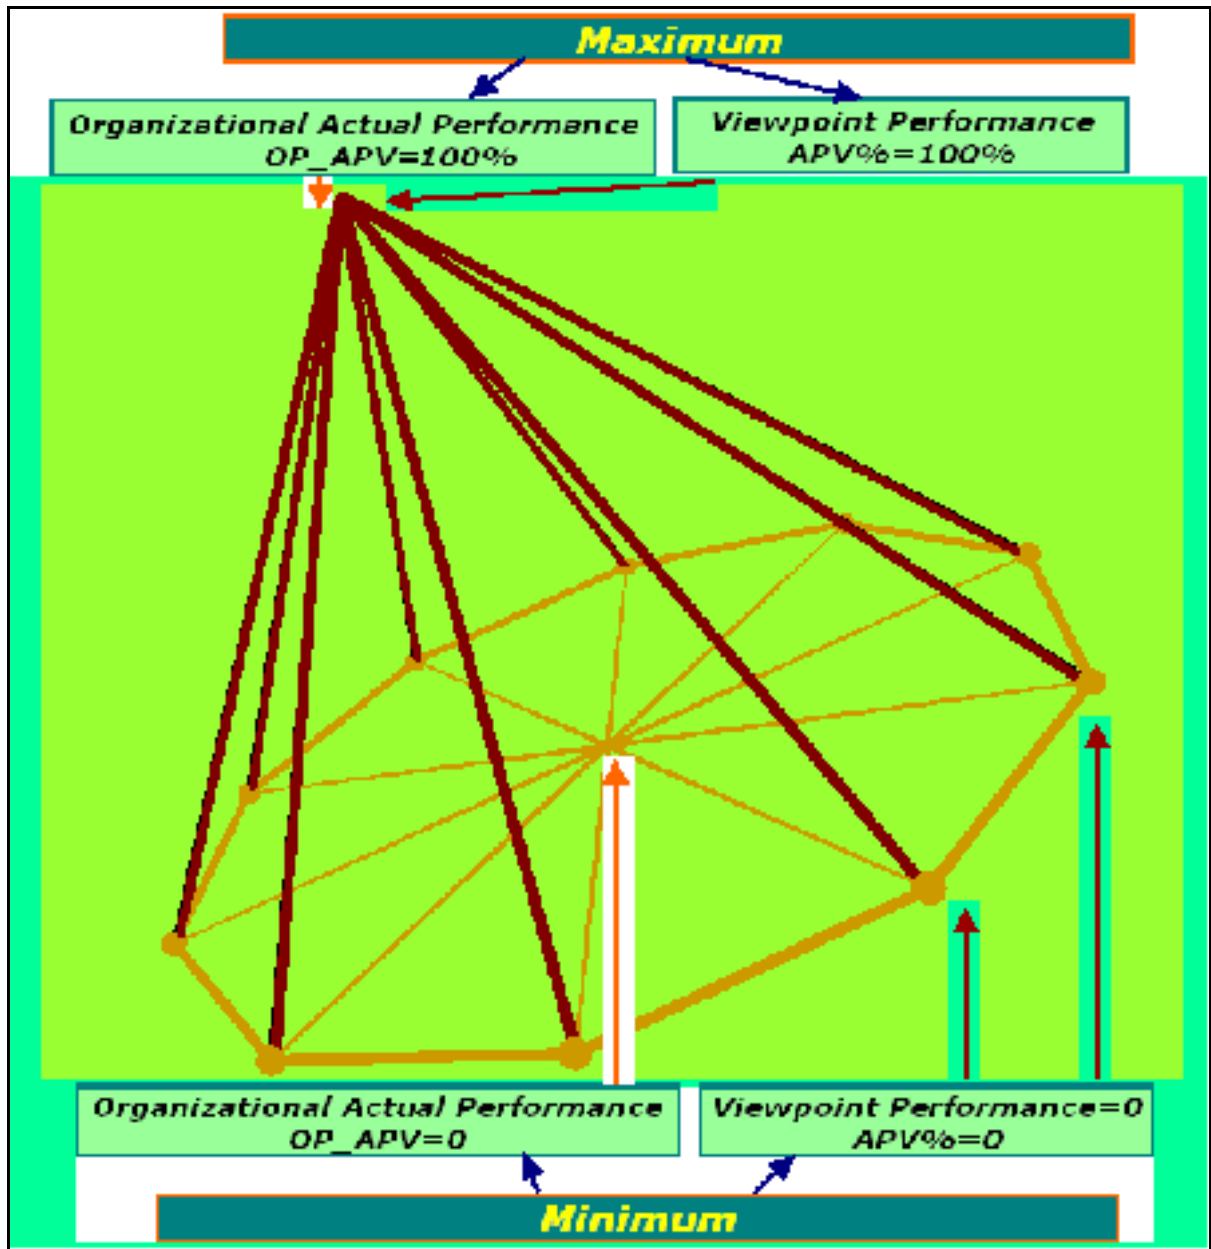 Maximum
Organizational Actual Performance
OP_APV=100%
Viewpoint Performance
APV%=100%
Organizational Actual Performance
OP_APV=0
Viewpoint Performance=0
APV%=0
Minimum